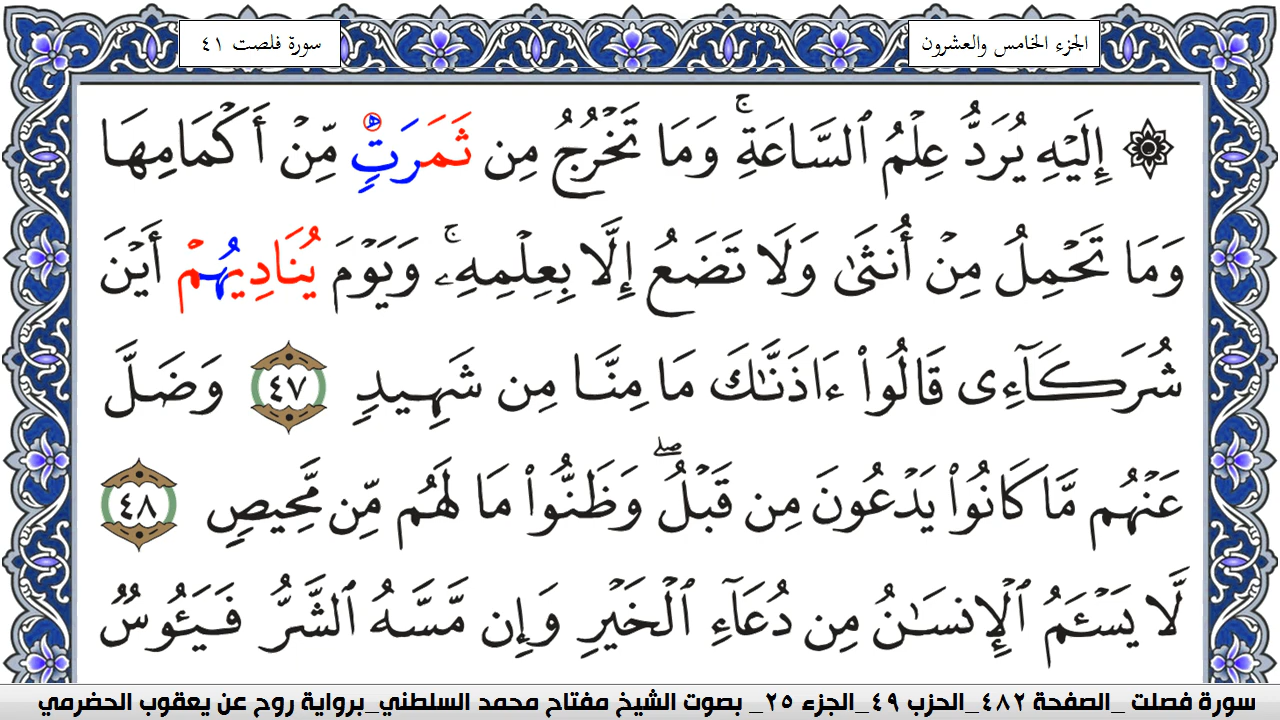 الجزء الخامس والعشرون
سورة فلصت ٤١
۞ إِلَيْهِ يُرَدُّ عِلْمُ ٱلسَّاعَةِۚ وَمَا تَخْرُجُ مِن ثَمَرَتٍ مِّنْ أَكْمَامِهَا
وَمَا تَحْمِلُ مِنْ أُنثَىٰ وَلَا تَضَعُ إِلَّا بِعِلْمِهِۦۚ وَيَوْمَ يُنَادِيهُمْ أَيْنَ
شُرَكَآءِى قَالُوا۟ ءَاذَنَّٰكَ مَا مِنَّا مِن شَهِيدٍ ٤٧ وَضَلَّ
عَنْهُم مَّا كَانُوا۟ يَدْعُونَ مِن قَبْلُۖ وَظَنُّوا۟ مَا لَهُم مِّن مَّحِيصٍ ٤٨
لَّا يَسْـَٔمُ ٱلْإِنسَـٰنُ مِن دُعَآءِ ٱلْخَيْرِ وَإِن مَّسَّهُ ٱلشَّرُّ فَيَـُٔوسٌ
سورة فصلت _الصفحة ٤٨٢_الحزب ٤٩_الجزء ٢٥_ بصوت الشيخ مفتاح محمد السلطني_برواية روح عن يعقوب الحضرمي